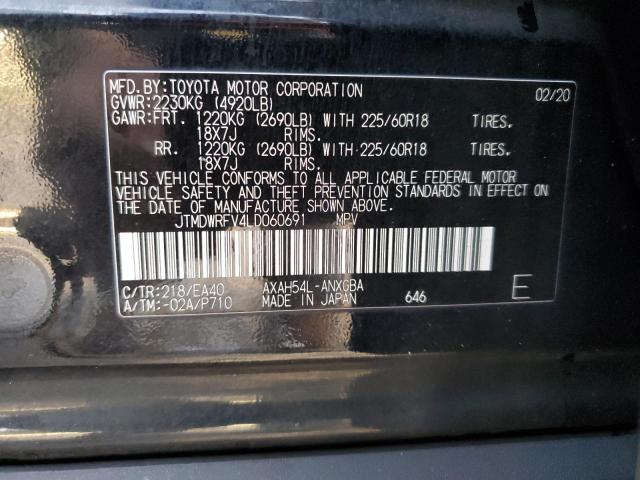 MFD.BY:TOYOTA MOTOR CORPORATION 02/20
GVWR:2230KG (4920LB)
GAWR:FRT. 1220KG (2690LB) WITH 225/60R18 TIRES,
18X7J RIMS.
RR. 1220KG (2690LB) WITH 225/60R18 TIRES.
18X7J RIMS.
THIS VEHICLE CONFORMS TO ALL APPLICABLE FEDERAL MOTOR
VEHICLE SAFETY AND THEFT PREVENTION STANDARDS IN EFFECT ON
THE DATE OF MANUFACTURE SHOWN ABOVE.
JTMDWRFV4LD060691 MPV
C/TR:218/EA40 AXAH54L-ANXGBA
A/TM:-02A/P710 MADE IN JAPAN 646 E